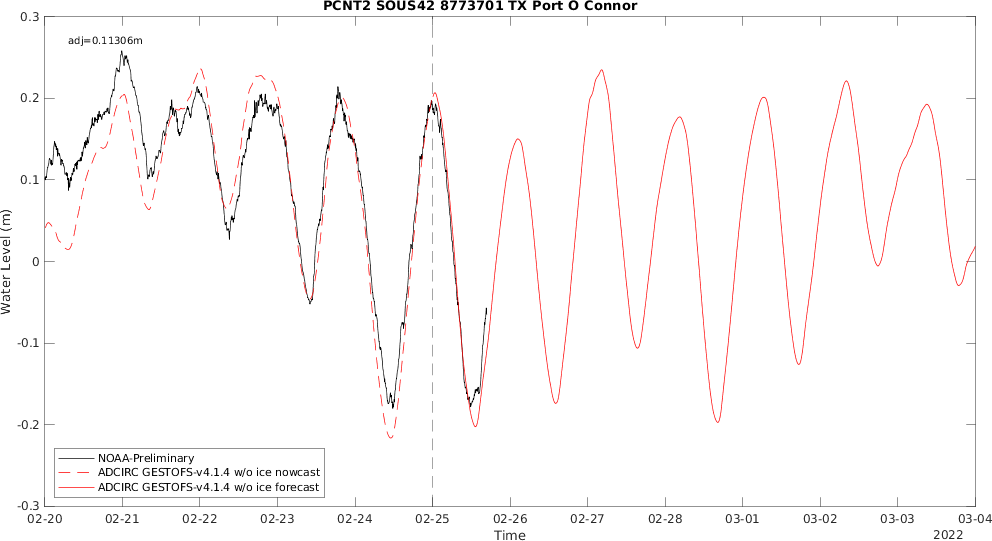 PCNT2 SOUS42 8773701 TX Port O Connor
adj=0.11306m
0.3
0.2
0.1
0
-0.1
-0.2
-0.3
Water Level (m)
NOAA-Preliminary
ADCIRC GESTOFS-v4.1.4 w/o ice nowcast
ADCIRC GESTOFS-v4.1.4 w/o ice forecast
02-20 02-21 02-22 02-23 02-24 02-25 02-26 02-27 02-28 03-01 03-02 03-03 03-04
Time
2022